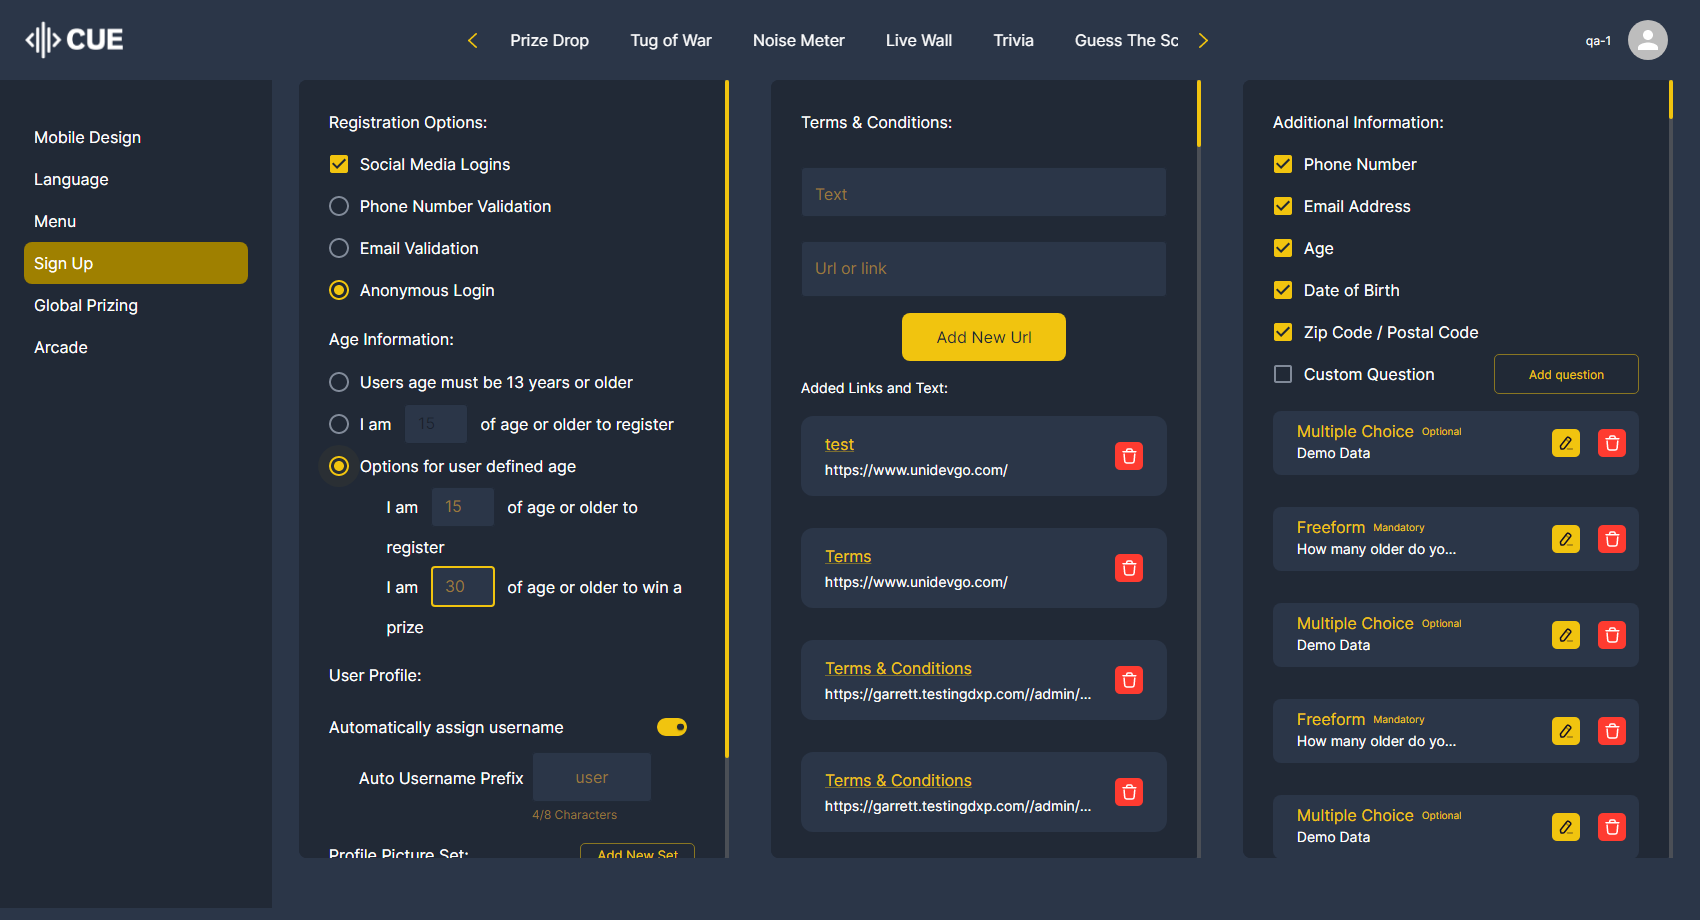 CUE
Prize Drop
Tug of War
Noise Meter
Live Wall
Trivia
Guess The Sc
qa-1
Mobile Design
Language
Menu
Sign Up
Global Prizing
Arcade
Registration Options:
Social Media Logins
Phone Number Validation
Email Validation
Anonymous Login
Age Information:
Users age must be 13 years or older
I am 15 of age or older to register
Options for user defined age
I am 15 of age or older to
register
I am 30 of age or older to win a
prize
User Profile:
Automatically assign username
Auto Username Prefix user
4/8 Characters
Profile Picture Set: Add New Set
Terms & Conditions:
Text
Url or link
Add New Url
Added Links and Text:
test
https://www.unidevgo.com/
Terms
https://www.unidevgo.com/
Terms & Conditions
https://garrett.testingdxp.com//admin/...
Terms & Conditions
https://garrett.testingdxp.com//admin/...
Additional Information:
Phone Number
Email Address
Age
Date of Birth
Zip Code / Postal Code
Custom Question Add question
Multiple Choice Optional
Demo Data
Freeform Mandatory
How many older do yo...
Multiple Choice Optional
Demo Data
Freeform Mandatory
How many older do yo...
Multiple Choice Optional
Demo Data